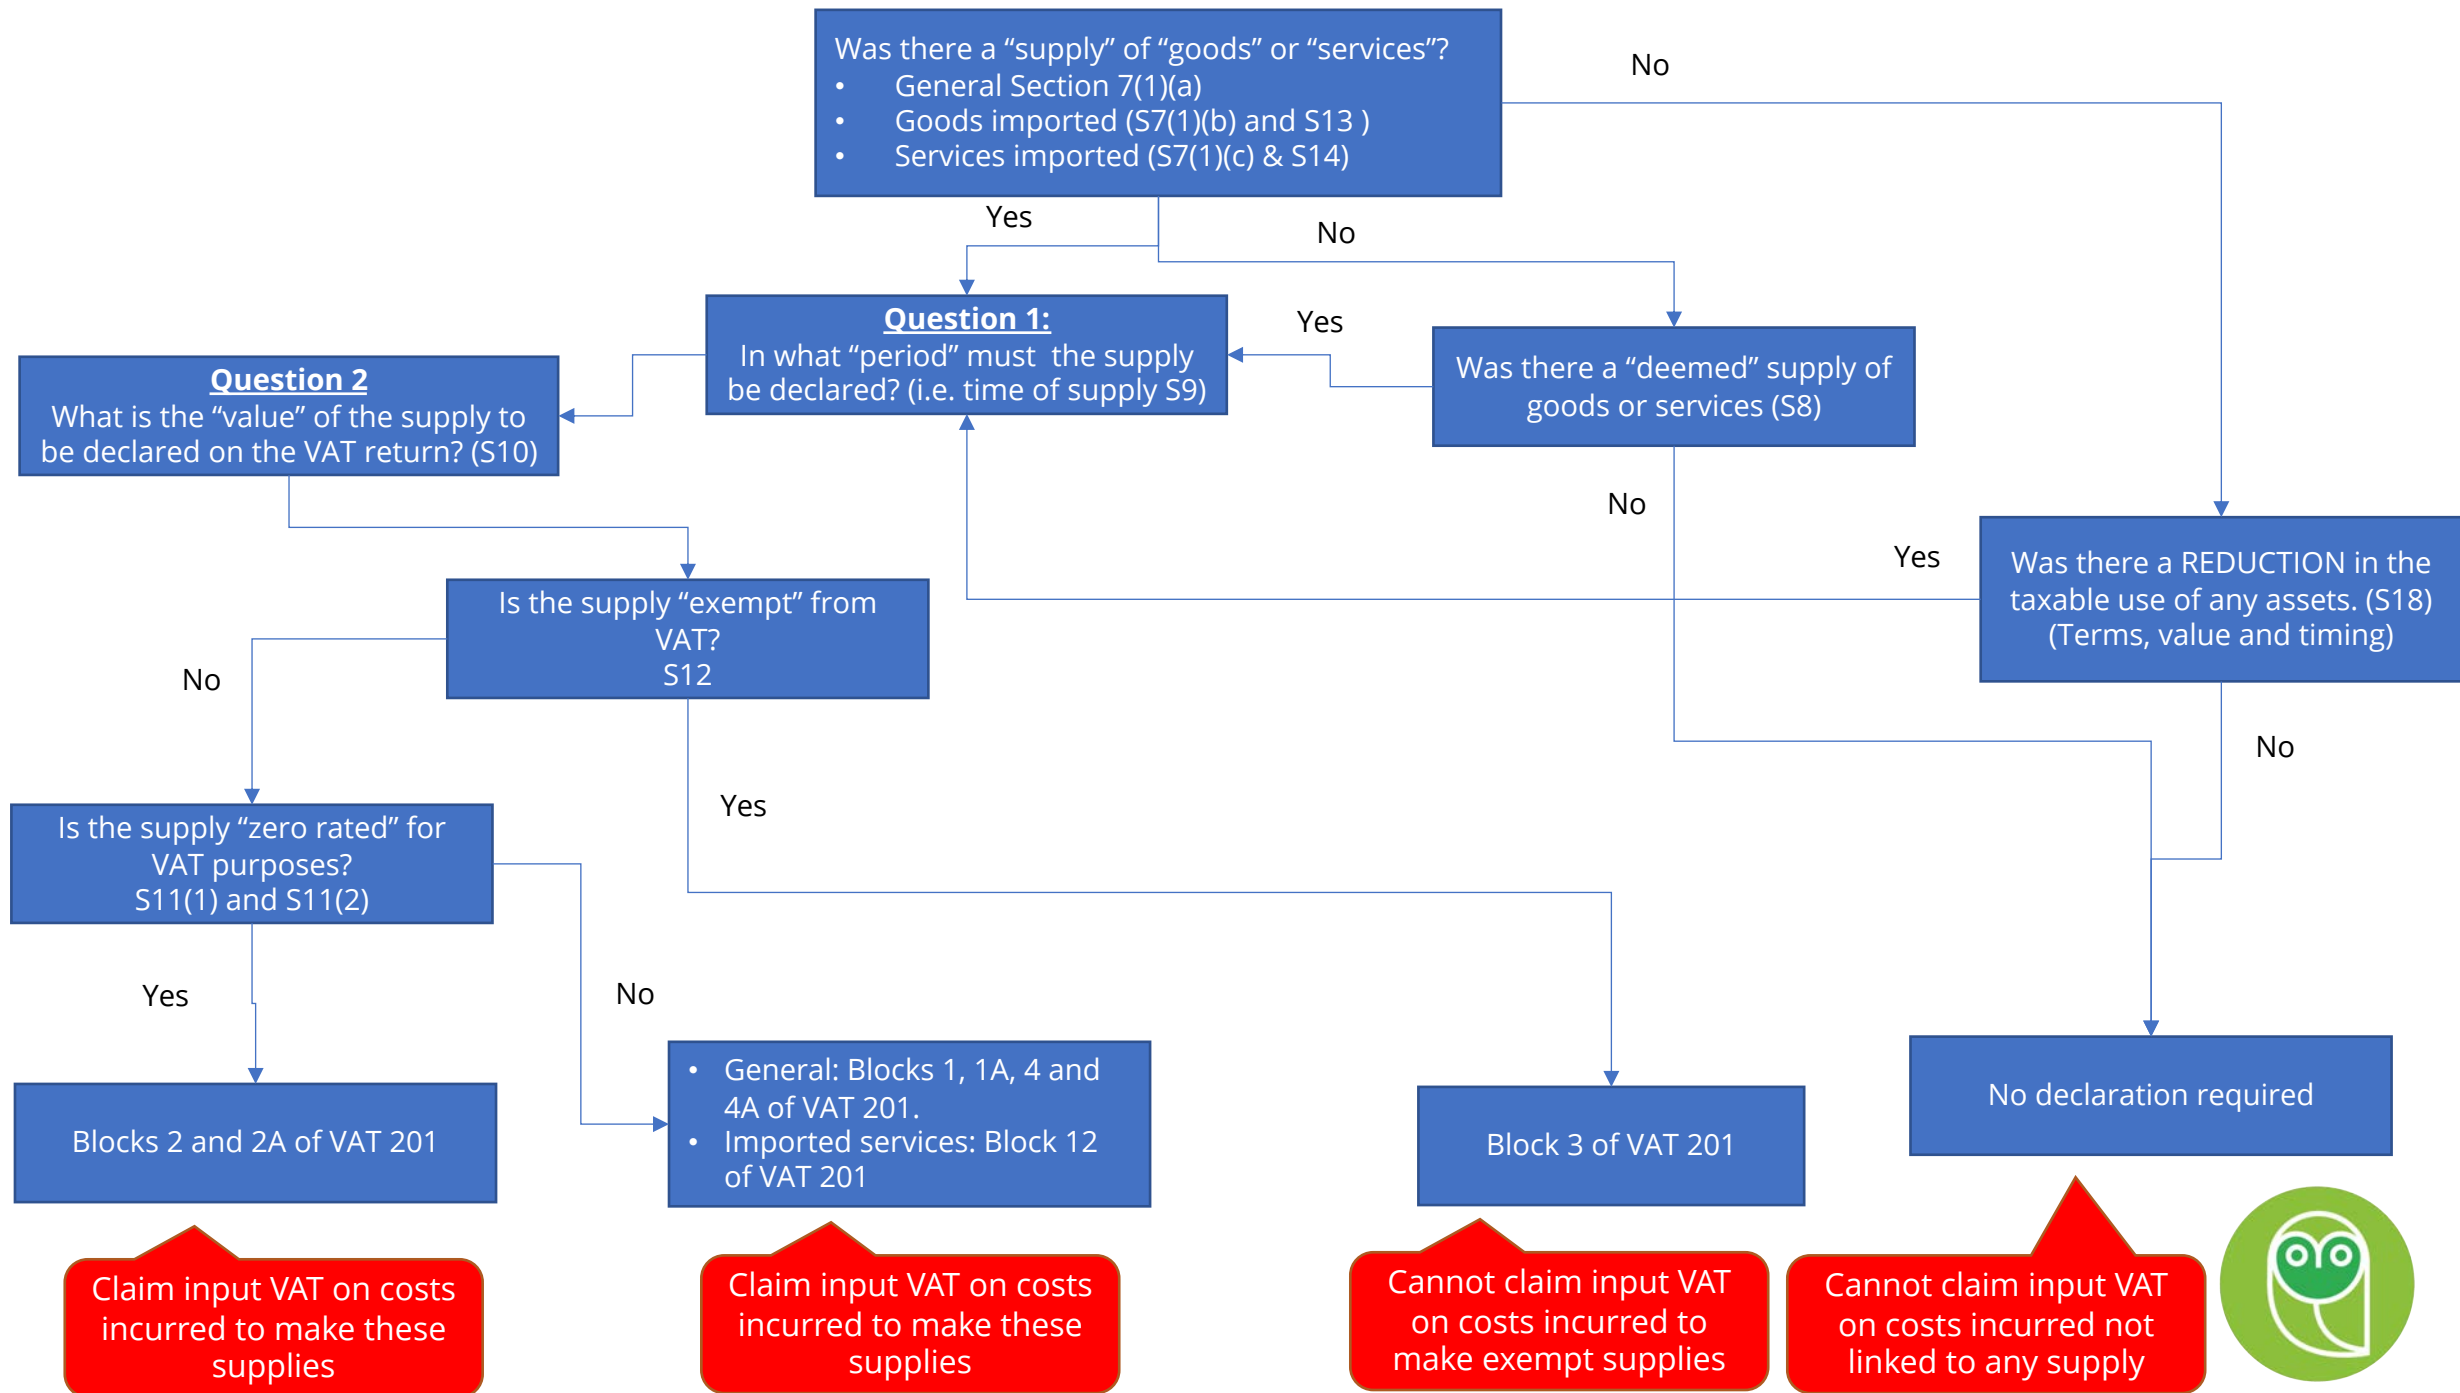 Was there a “supply” of “goods” or “services”?
• General Section 7(1)(a)
• Goods imported (S7(1)(b) and S13 )
• Services imported (S7(1)(c) & S14)
No
Yes
No
Question 1:
In what “period” must the supply
be declared? (i.e. time of supply S9)
Yes
Was there a “deemed” supply of
goods or services (S8)
Question 2
What is the “value” of the supply to
be declared on the VAT return? (S10)
No
Yes
Was there a REDUCTION in the
taxable use of any assets. (S18)
(Terms, value and timing)
Is the supply “exempt” from
VAT?
S12
No
No
Yes
Is the supply “zero rated” for
VAT purposes?
S11(1) and S11(2)
Yes
No
Blocks 2 and 2A of VAT 201
• General: Blocks 1, 1A, 4 and
4A of VAT 201.
• Imported services: Block 12
of VAT 201
Block 3 of VAT 201
No declaration required
Claim input VAT on costs
incurred to make these
supplies
Claim input VAT on costs
incurred to make these
supplies
Cannot claim input VAT
on costs incurred to
make exempt supplies
Cannot claim input VAT
on costs incurred not
linked to any supply